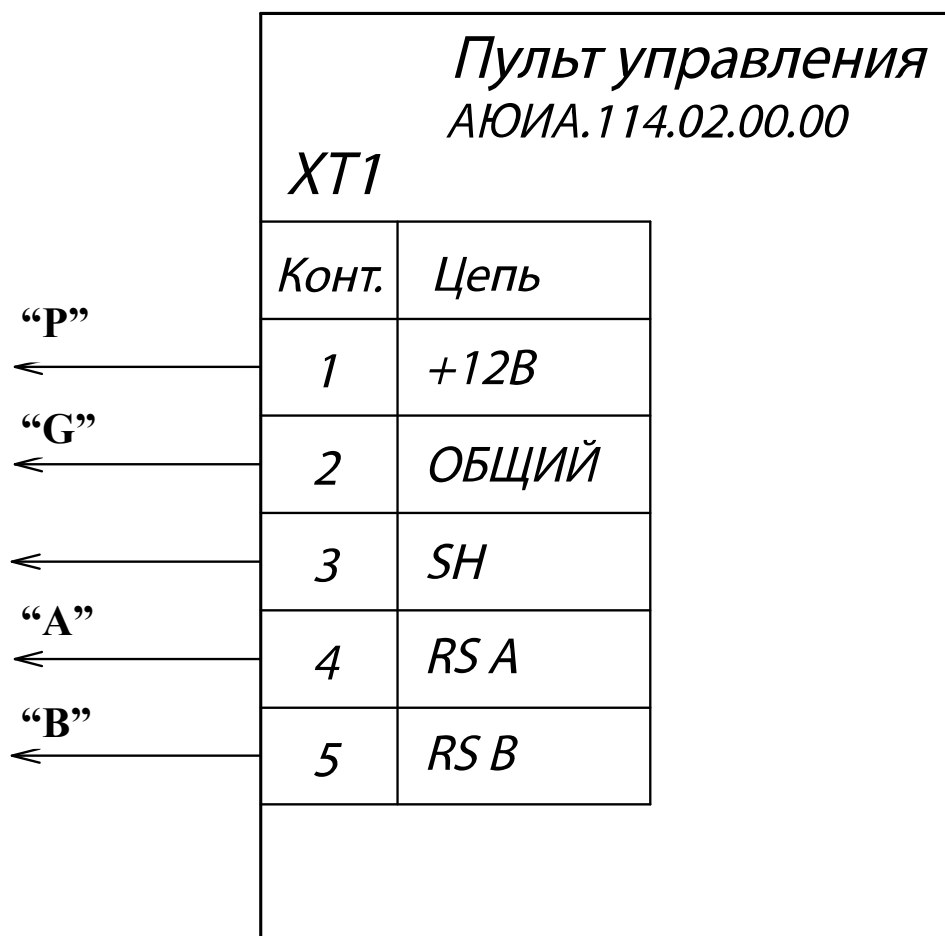 Пульт управления
АЮИА.114.02.00.00
XT1
Конт. Цепь
“P”
1 +12В
“G”
2 ОБЩИЙ
3 SH
“A”
4 RS A
“B”
5 RS B